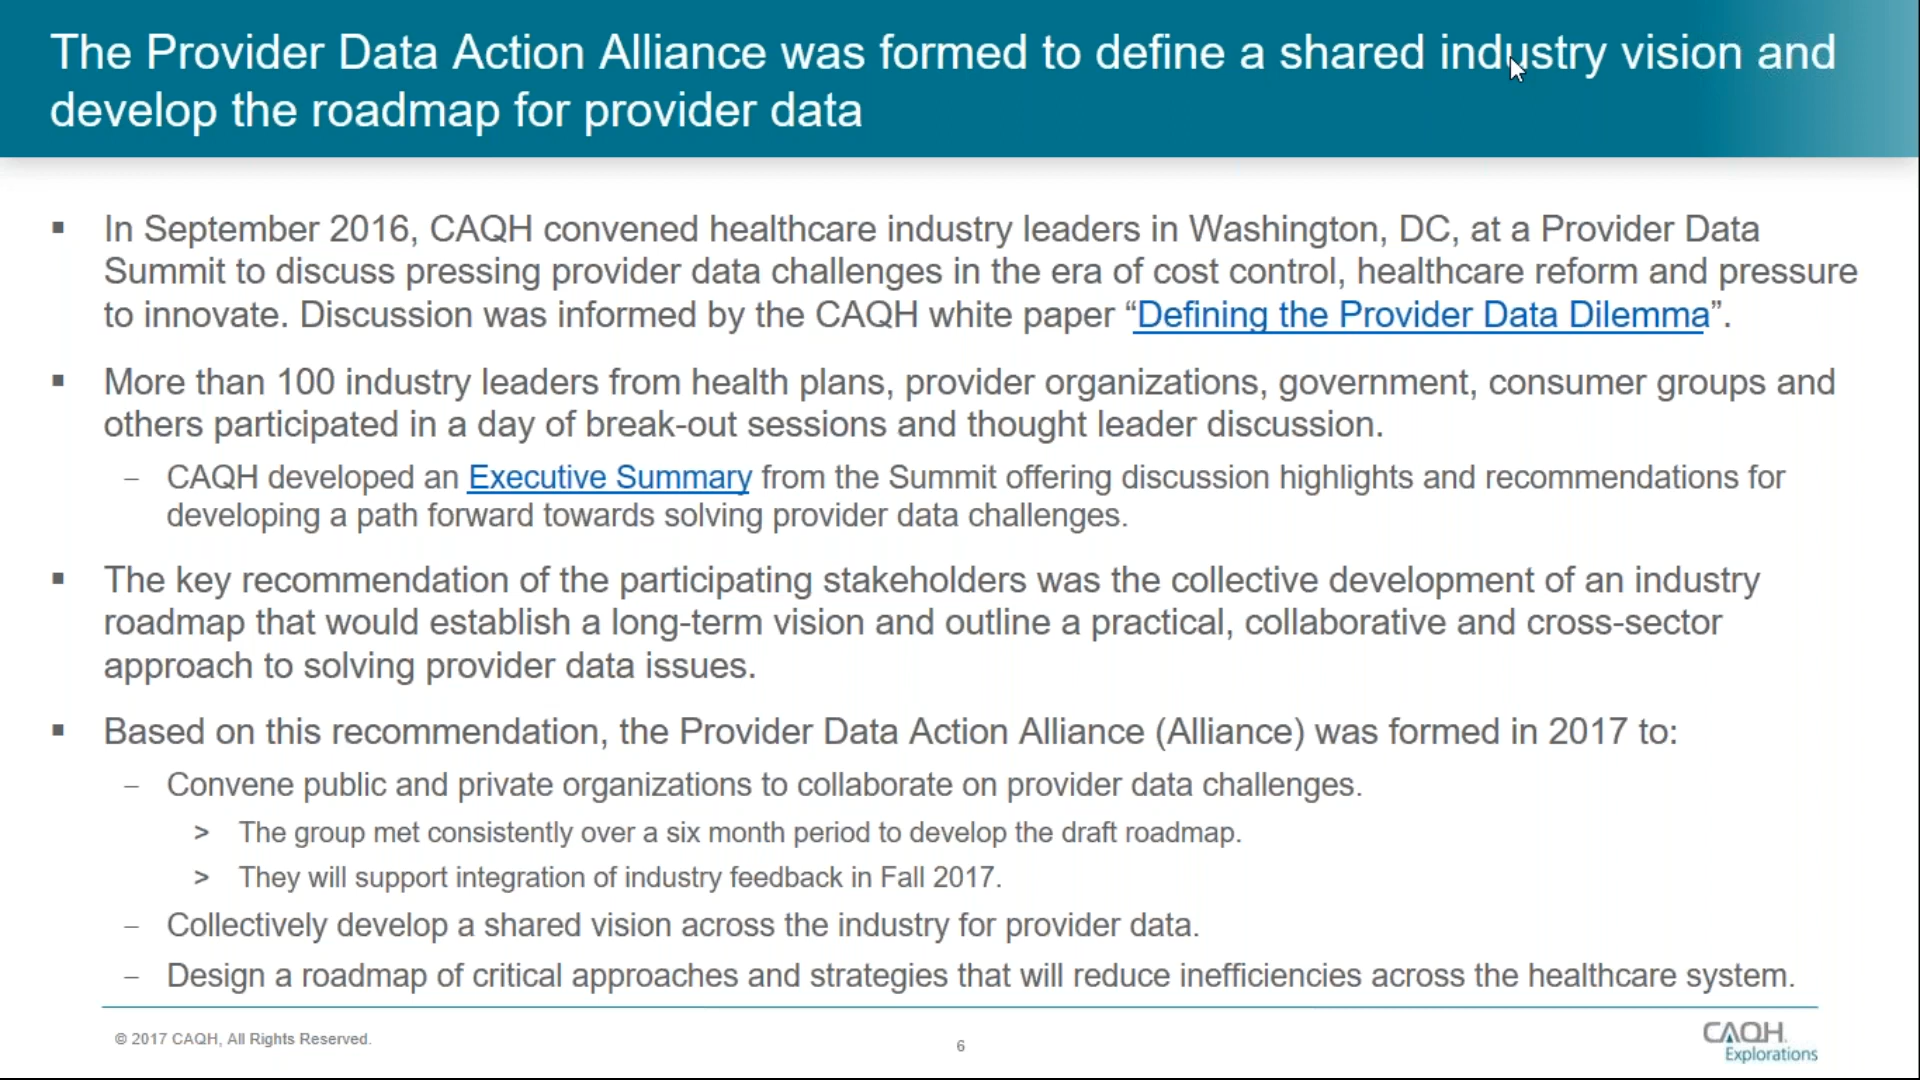 The Provider Data Action Alliance was formed to define a shared industry vision and
develop the roadmap for provider data
▪ In September 2016, CAQH convened healthcare industry leaders in Washington, DC, at a Provider Data
Summit to discuss pressing provider data challenges in the era of cost control, healthcare reform and pressure
to innovate. Discussion was informed by the CAQH white paper “Defining the Provider Data Dilemma”.
▪ More than 100 industry leaders from health plans, provider organizations, government, consumer groups and
others participated in a day of break-out sessions and thought leader discussion.
– CAQH developed an Executive Summary from the Summit offering discussion highlights and recommendations for
developing a path forward towards solving provider data challenges.
▪ The key recommendation of the participating stakeholders was the collective development of an industry
roadmap that would establish a long-term vision and outline a practical, collaborative and cross-sector
approach to solving provider data issues.
▪ Based on this recommendation, the Provider Data Action Alliance (Alliance) was formed in 2017 to:
– Convene public and private organizations to collaborate on provider data challenges.
> The group met consistently over a six month period to develop the draft roadmap.
> They will support integration of industry feedback in Fall 2017.
– Collectively develop a shared vision across the industry for provider data.
– Design a roadmap of critical approaches and strategies that will reduce inefficiencies across the healthcare system.
© 2017 CAQH, All Rights Reserved.
6
CAQH
Explorations